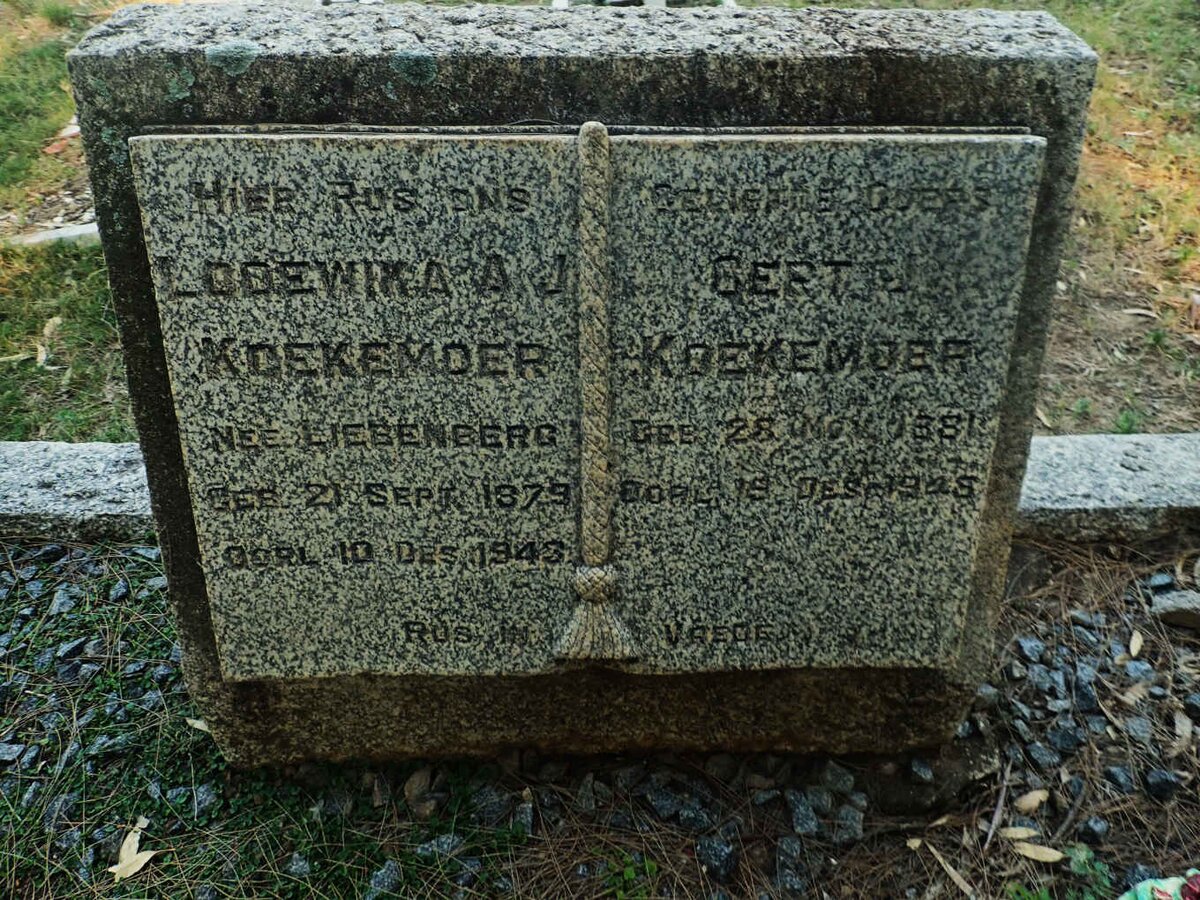 HIER RUS ONS
LODEWIKA A J
KOEKEMOER
NEE LIEBENBERG
GEB 21 SEPT. 1879
OORL 10 DES. 1943
GELIEFDE OUERS
GERT J
KOEKEMOER
GEB 28 NOV. 1881
OORL 19 DES. 1945
RUS IN VREDE